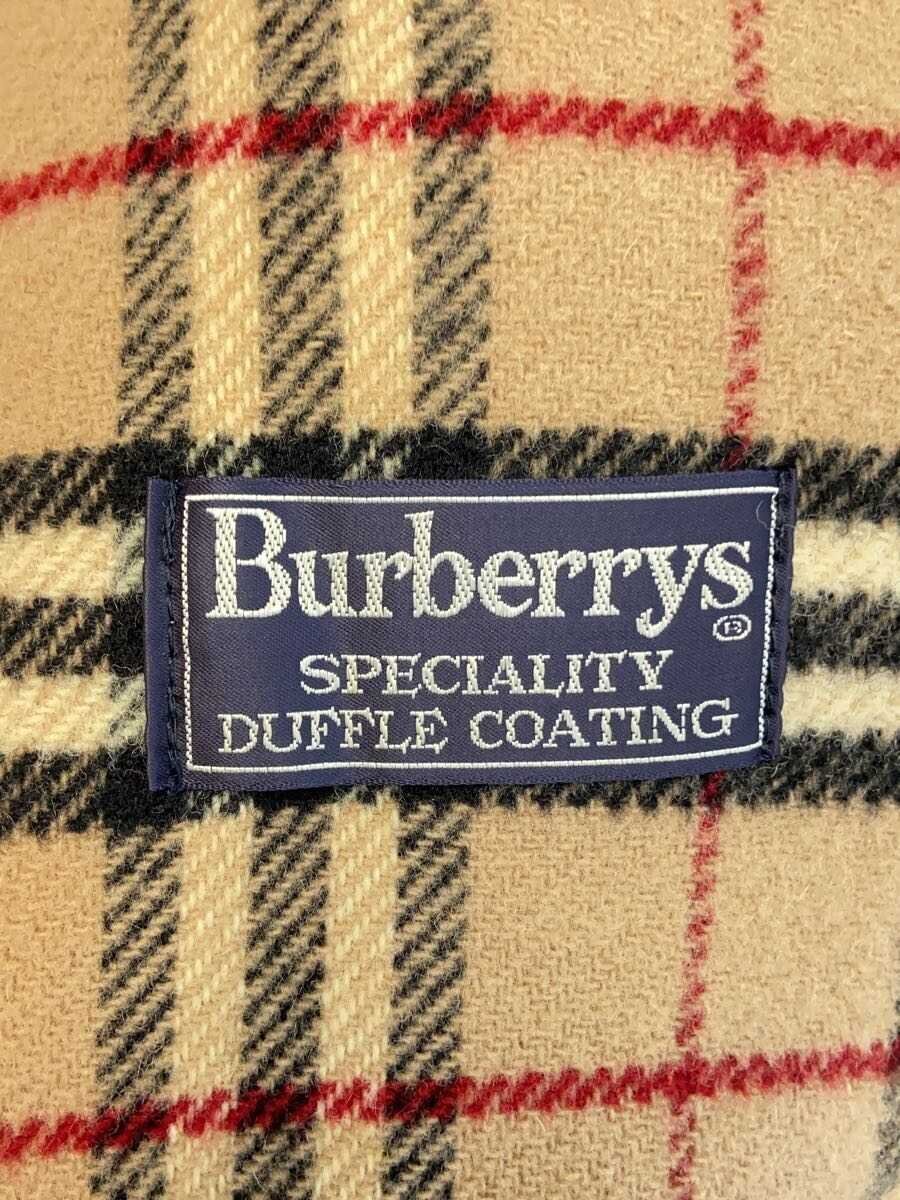 Burberrys®
SPECIALITY
DUFFLE COATING